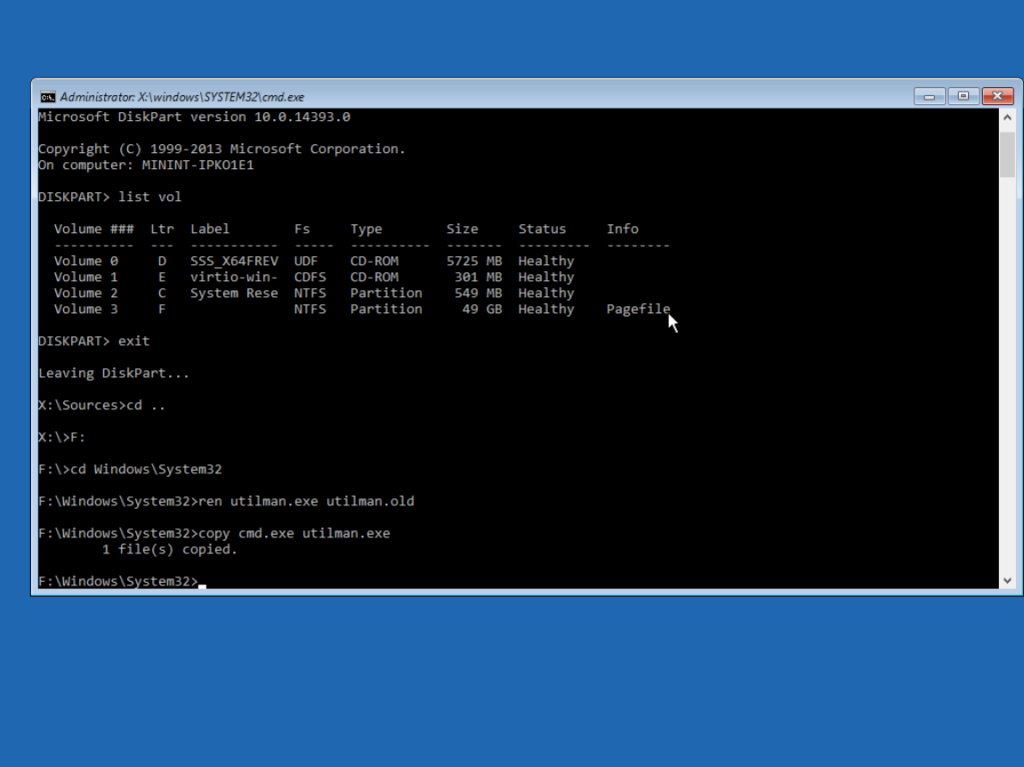 Administrator: X:\windows\SYSTEM32\cmd.exe
Microsoft DiskPart version 10.0.14393.0
Copyright (C) 1999-2013 Microsoft Corporation.
On computer: MININT-IPKO1E1
DISKPART> list vol
Volume ### Ltr Label Fs Type Size Status Info
---------- --- ----------- ----- ---------- ------- --------- --------
Volume 0 D SSS_X64FREV UDF CD-ROM 5725 MB Healthy
Volume 1 E virtio-win- CDFS CD-ROM 301 MB Healthy
Volume 2 C System Rese NTFS Partition 549 MB Healthy
Volume 3 F NTFS Partition 49 GB Healthy Pagefile
DISKPART> exit
Leaving DiskPart...
X:\Sources>cd ..
X:\>F:
F:\>cd Windows\System32
F:\Windows\System32>ren utilman.exe utilman.old
F:\Windows\System32>copy cmd.exe utilman.exe
1 file(s) copied.
F:\Windows\System32>